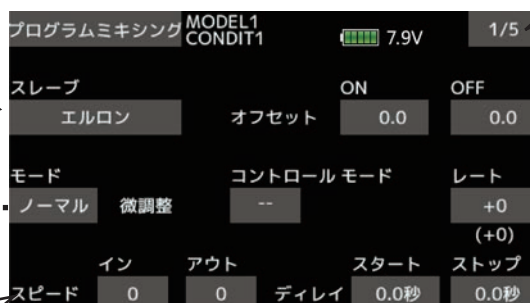 プログラムミキシング MODEL1 7.9V 1/5
CONDIT1
スレーブ ON OFF
エルロン オフセット 0.0 0.0
モード コントロール モード レート
ノーマル 微調整 -- +0
(+0)
イン アウト スタート ストップ
スピード 0 0 ディレイ 0.0秒 0.0秒